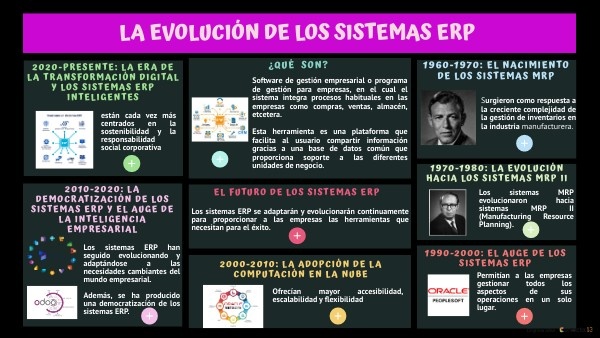 LA EVOLUCIÓN DE LOS SISTEMAS ERP
2020-PRESENTE: LA ERA DE
LA TRANSFORMACIÓN DIGITAL
Y LOS SISTEMAS ERP
INTELIGENTES
están cada vez más
centrados en la
sostenibilidad y la
responsabilidad
social corporativa
2010-2020: LA
DEMOCRATIZACIÓN DE LOS
SISTEMAS ERP Y EL AUGE DE
LA INTELIGENCIA
EMPRESARIAL
Los sistemas ERP han
seguido evolucionando y
adaptándose a las
necesidades cambiantes del
mundo empresarial.
Además, se ha producido
una democratización de los
sistemas ERP.
odoo
¿QUÉ SON?
Software de gestión empresarial o programa
de gestión para empresas, en el cual el
sistema integra procesos habituales en las
empresas como compras, ventas, almacén,
etcetera.
Esta herramienta es una plataforma que
facilita al usuario compartir información
gracias a una base de datos común que
proporciona soporte a las diferentes
unidades de negocio.
EL FUTURO DE LOS SISTEMAS ERP
Los sistemas ERP se adaptarán y evolucionarán continuamente
para proporcionar a las empresas las herramientas que
necesitan para el éxito.
2000-2010: LA ADOPCIÓN DE LA
COMPUTACIÓN EN LA NUBE
Ofrecían mayor accesibilidad,
escalabilidad y flexibilidad
1960-1970: EL NACIMIENTO
DE LOS SISTEMAS MRP
Surgieron como respuesta a
la creciente complejidad de
la gestión de inventarios en
la industria manufacturera.
1970-1980: LA EVOLUCIÓN
HACIA LOS SISTEMAS MRP II
Los sistemas MRP
evolucionaron hacia
sistemas MRP II
(Manufacturing Resource
Planning).
1990-2000: EL AUGE DE LOS
SISTEMAS ERP
Permitían a las empresas
gestionar todos los
aspectos de sus
operaciones en un solo
lugar.
ORACLE
PEOPLESOFT